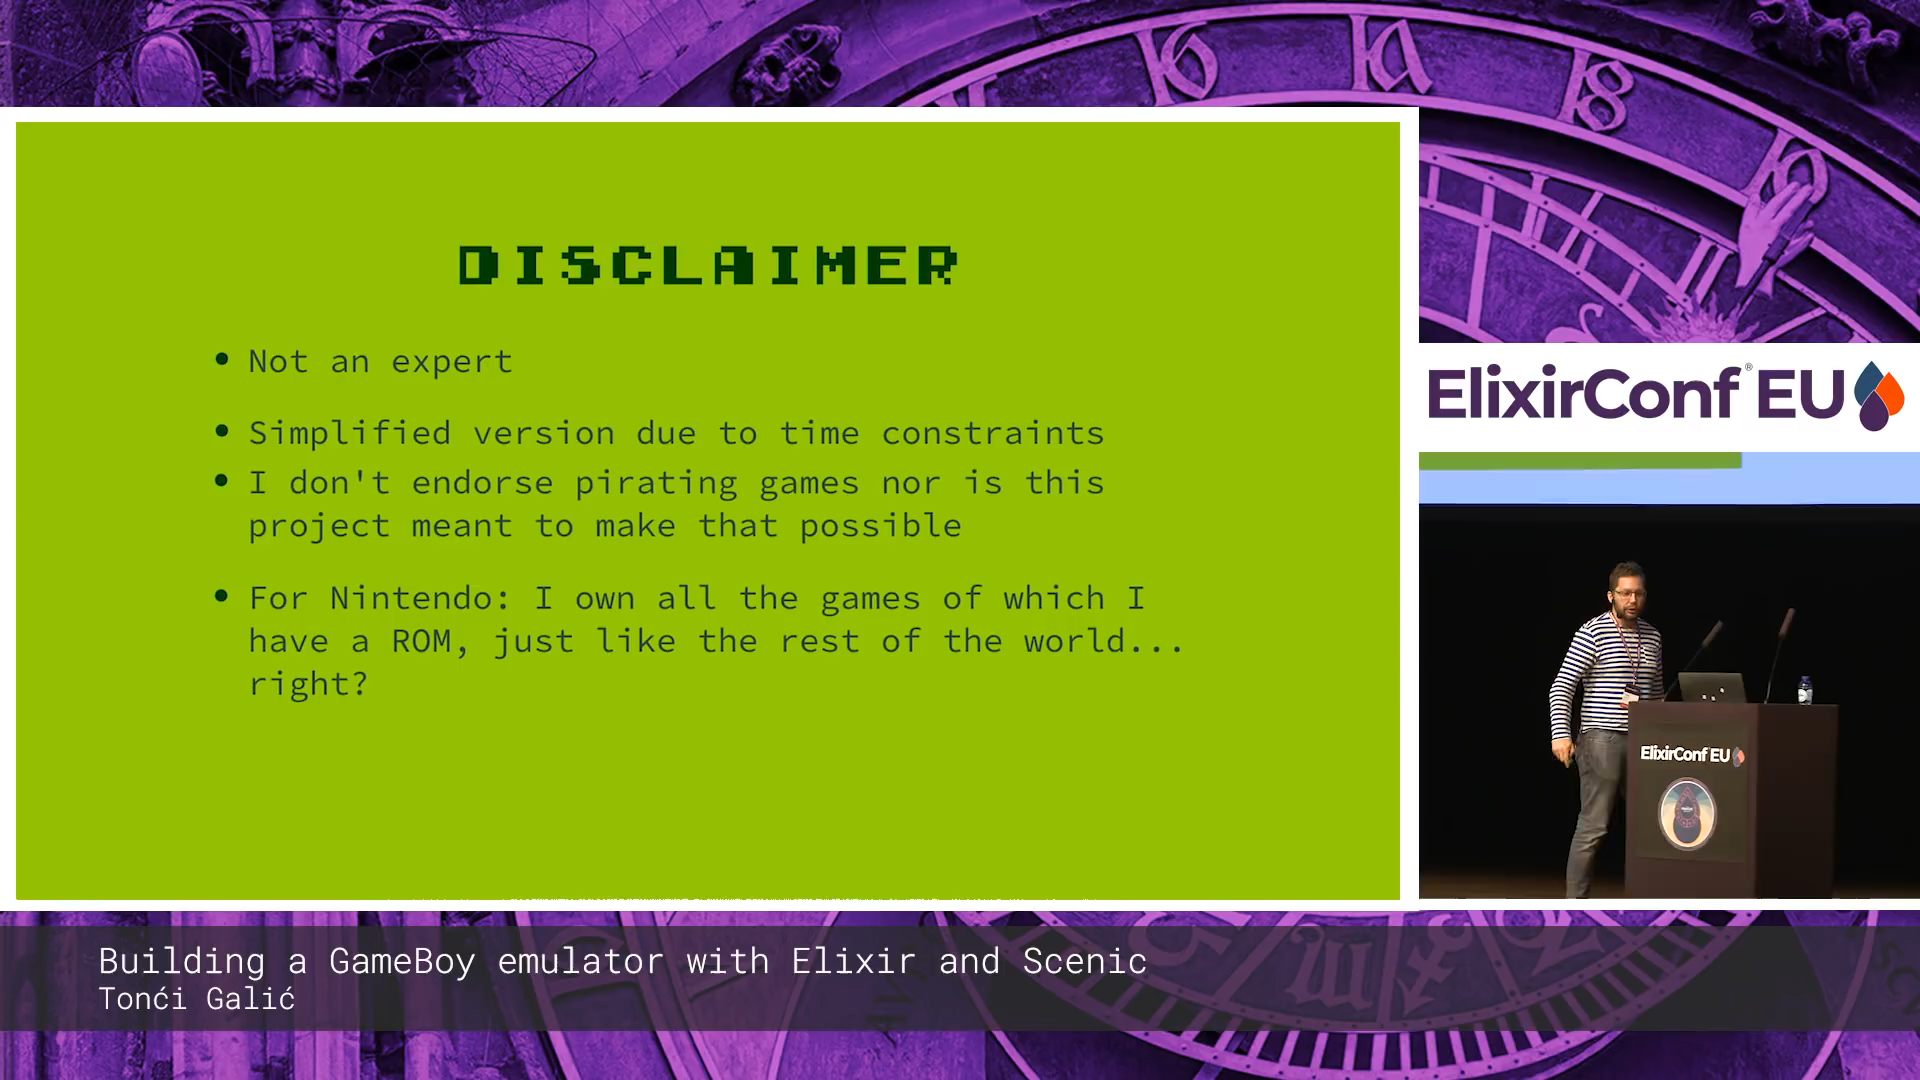 DISCLAIMER
• Not an expert
• Simplified version due to time constraints
• I don't endorse pirating games nor is this
project meant to make that possible
• For Nintendo: I own all the games of which I
have a ROM, just like the rest of the world...
right?
ElixirConf® EU
ElixirConf EU
Building a GameBoy emulator with Elixir and Scenic
Tonći Galić